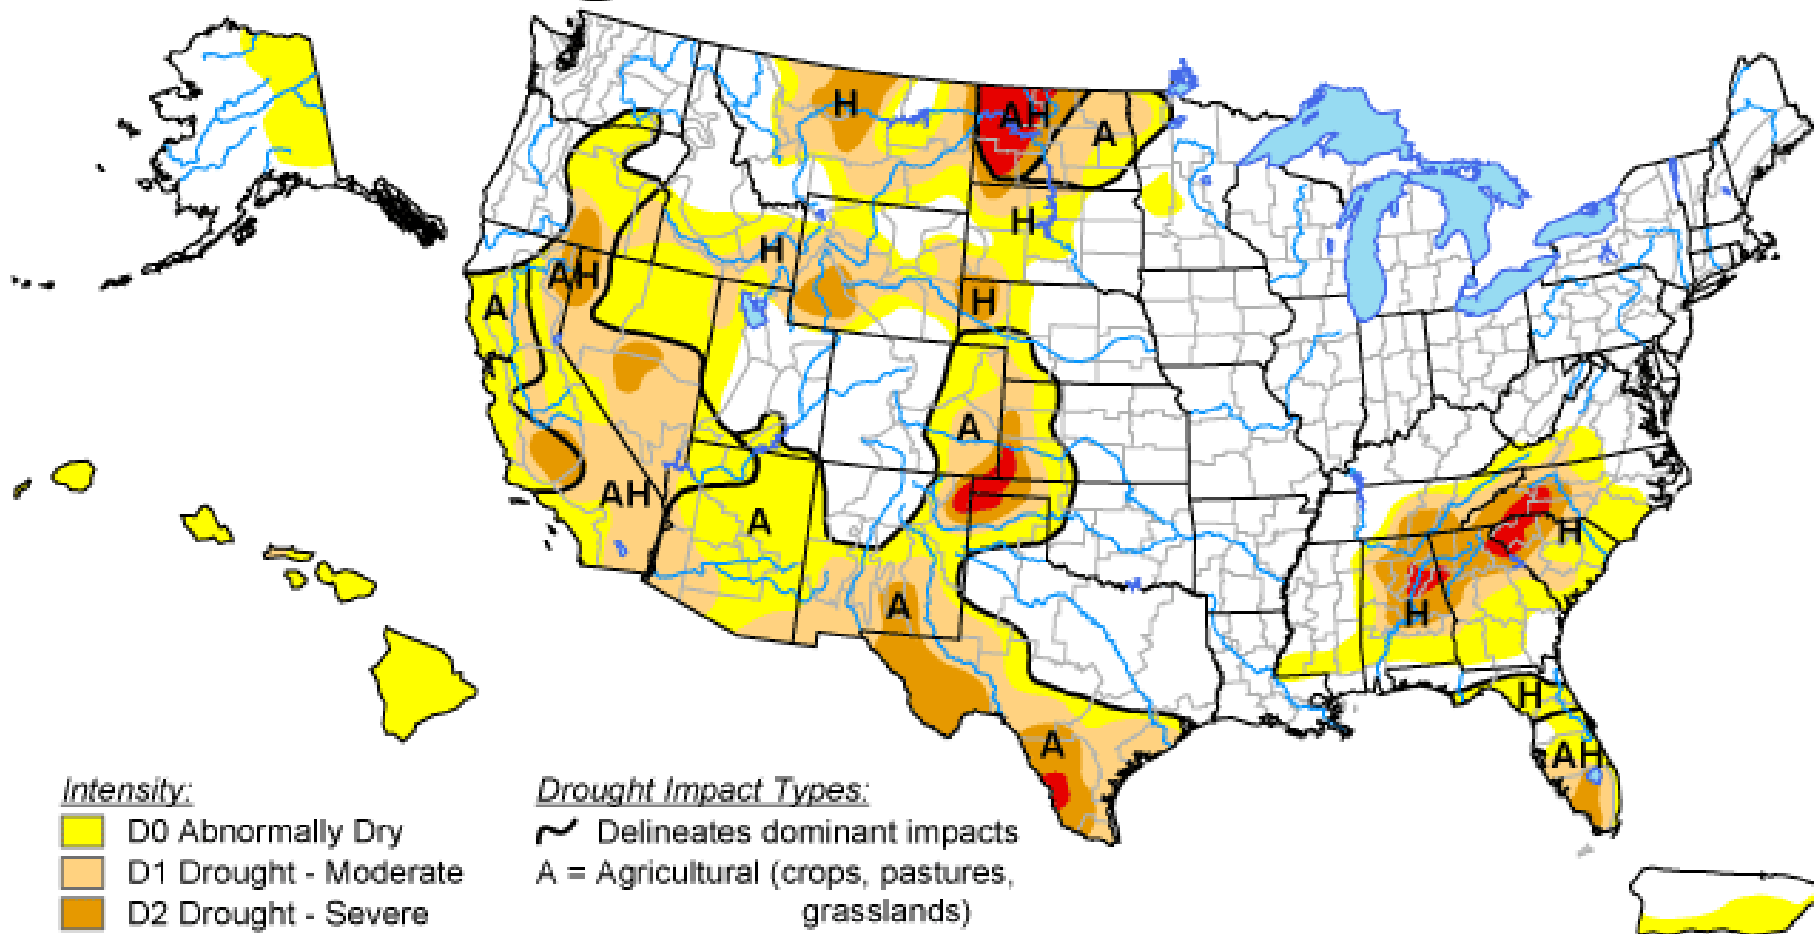 H
AH
A
H
H
AH
A
H
A
AH
A
H
A
H
H
A
AH
Intensity:
D0 Abnormally Dry
D1 Drought - Moderate
D2 Drought - Severe
Drought Impact Types:
Delineates dominant impacts
A = Agricultural (crops, pastures,
grasslands)